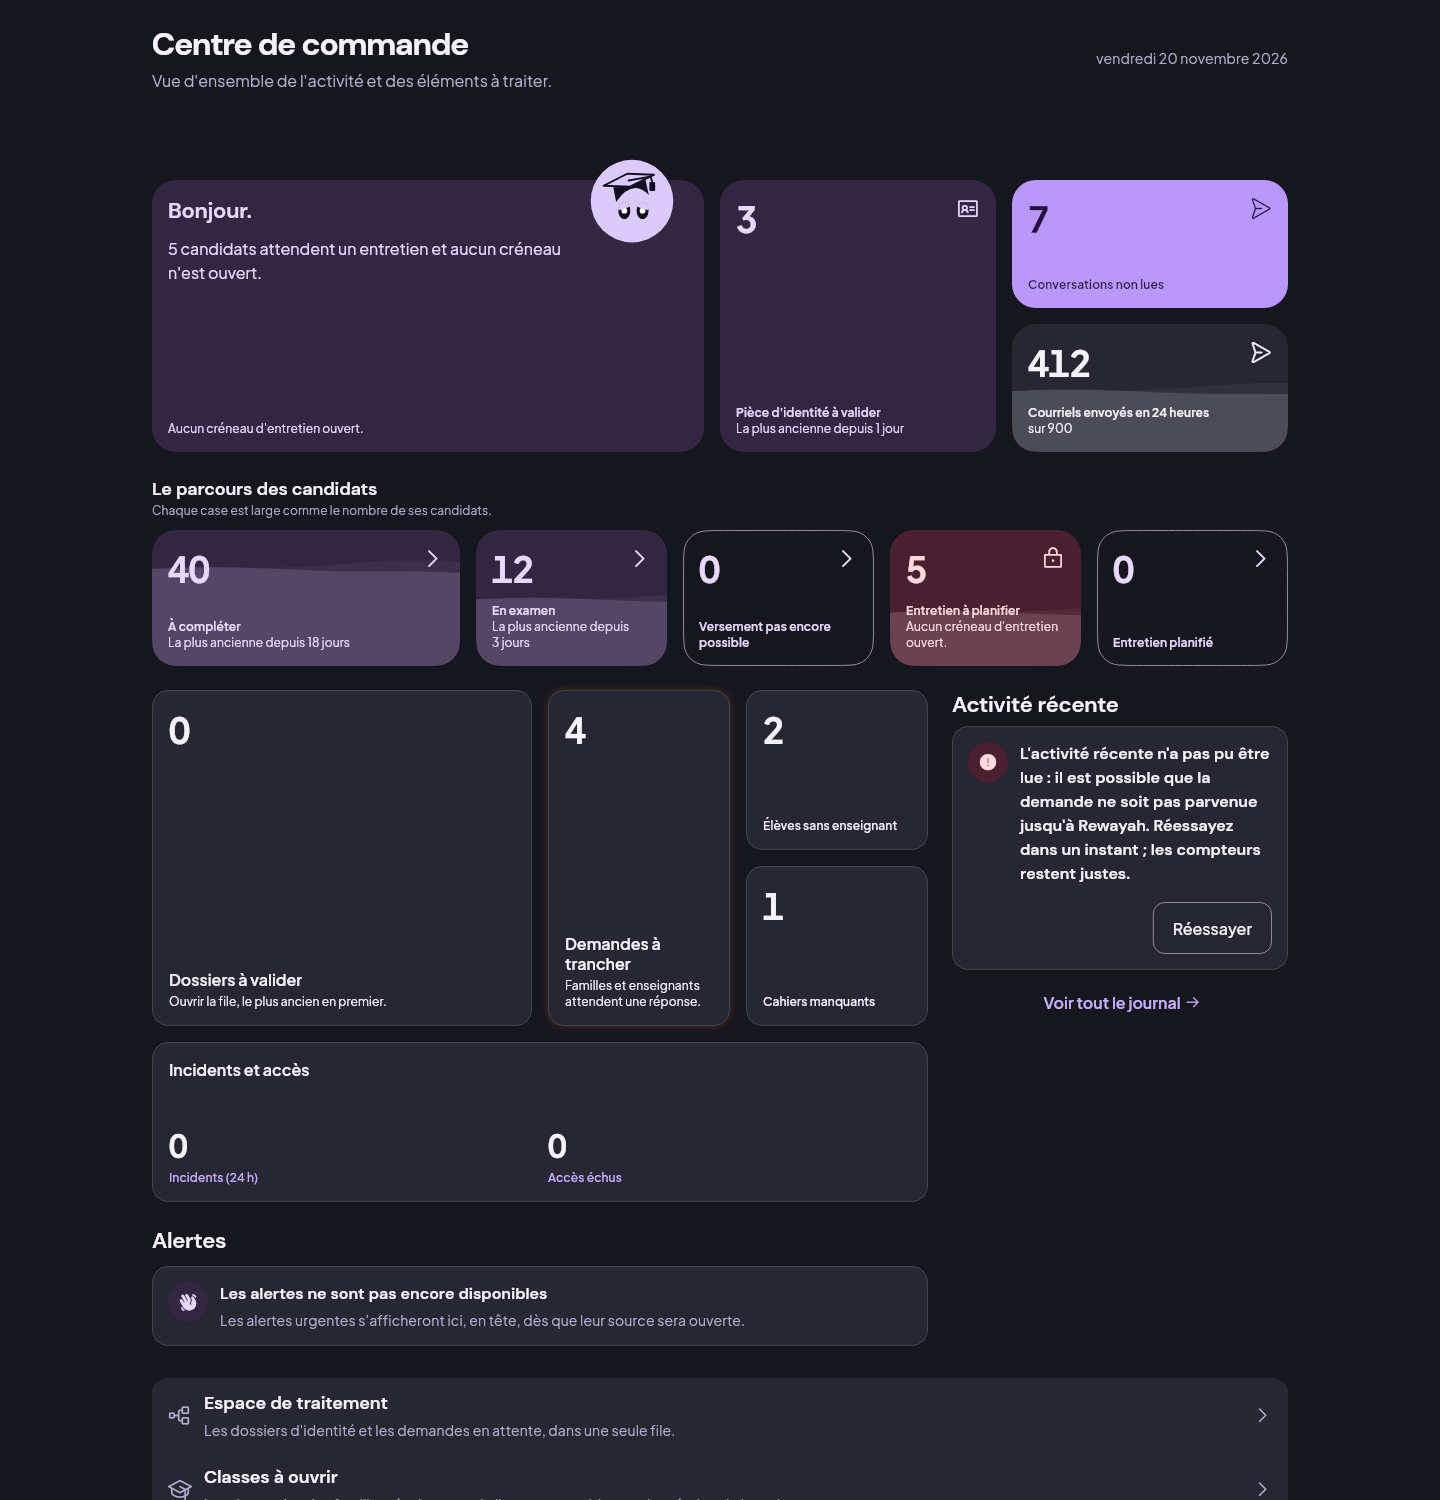 Centre de commande
Vue d'ensemble de l'activité et des éléments à traiter.
vendredi 20 novembre 2026
Bonjour.
5 candidats attendent un entretien et aucun créneau
n'est ouvert.
Aucun créneau d'entretien ouvert.
3
Pièce d'identité à valider
La plus ancienne depuis 1 jour
7
Conversations non lues
412
Courriels envoyés en 24 heures
sur 900
Le parcours des candidats
Chaque case est large comme le nombre de ses candidats.
40
À compléter
La plus ancienne depuis 18 jours
12
En examen
La plus ancienne depuis
3 jours
0
Versement pas encore
possible
5
Entretien à planifier
Aucun créneau d'entretien
ouvert.
0
Entretien planifié
0
Dossiers à valider
Ouvrir la file, le plus ancien en premier.
4
Demandes à
trancher
Familles et enseignants
attendent une réponse.
2
Élèves sans enseignant
1
Cahiers manquants
Activité récente
L'activité récente n'a pas pu être
lue : il est possible que la
demande ne soit pas parvenue
jusqu'à Rewayah. Réessayez
dans un instant ; les compteurs
restent justes.
Réessayer
Voir tout le journal →
Incidents et accès
0
Incidents (24 h)
0
Accès échus
Alertes
Les alertes ne sont pas encore disponibles
Les alertes urgentes s'afficheront ici, en tête, dès que leur source sera ouverte.
Espace de traitement
Les dossiers d'identité et les demandes en attente, dans une seule file.
Classes à ouvrir